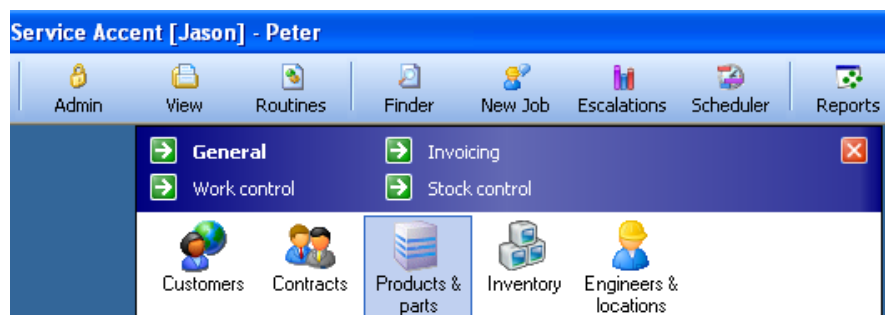 Service Accent [Jason] - Peter
Admin View Routines Finder New Job Escalations Scheduler Reports
General Invoicing
Work control Stock control
Customers Contracts Products & parts Inventory Engineers & locations